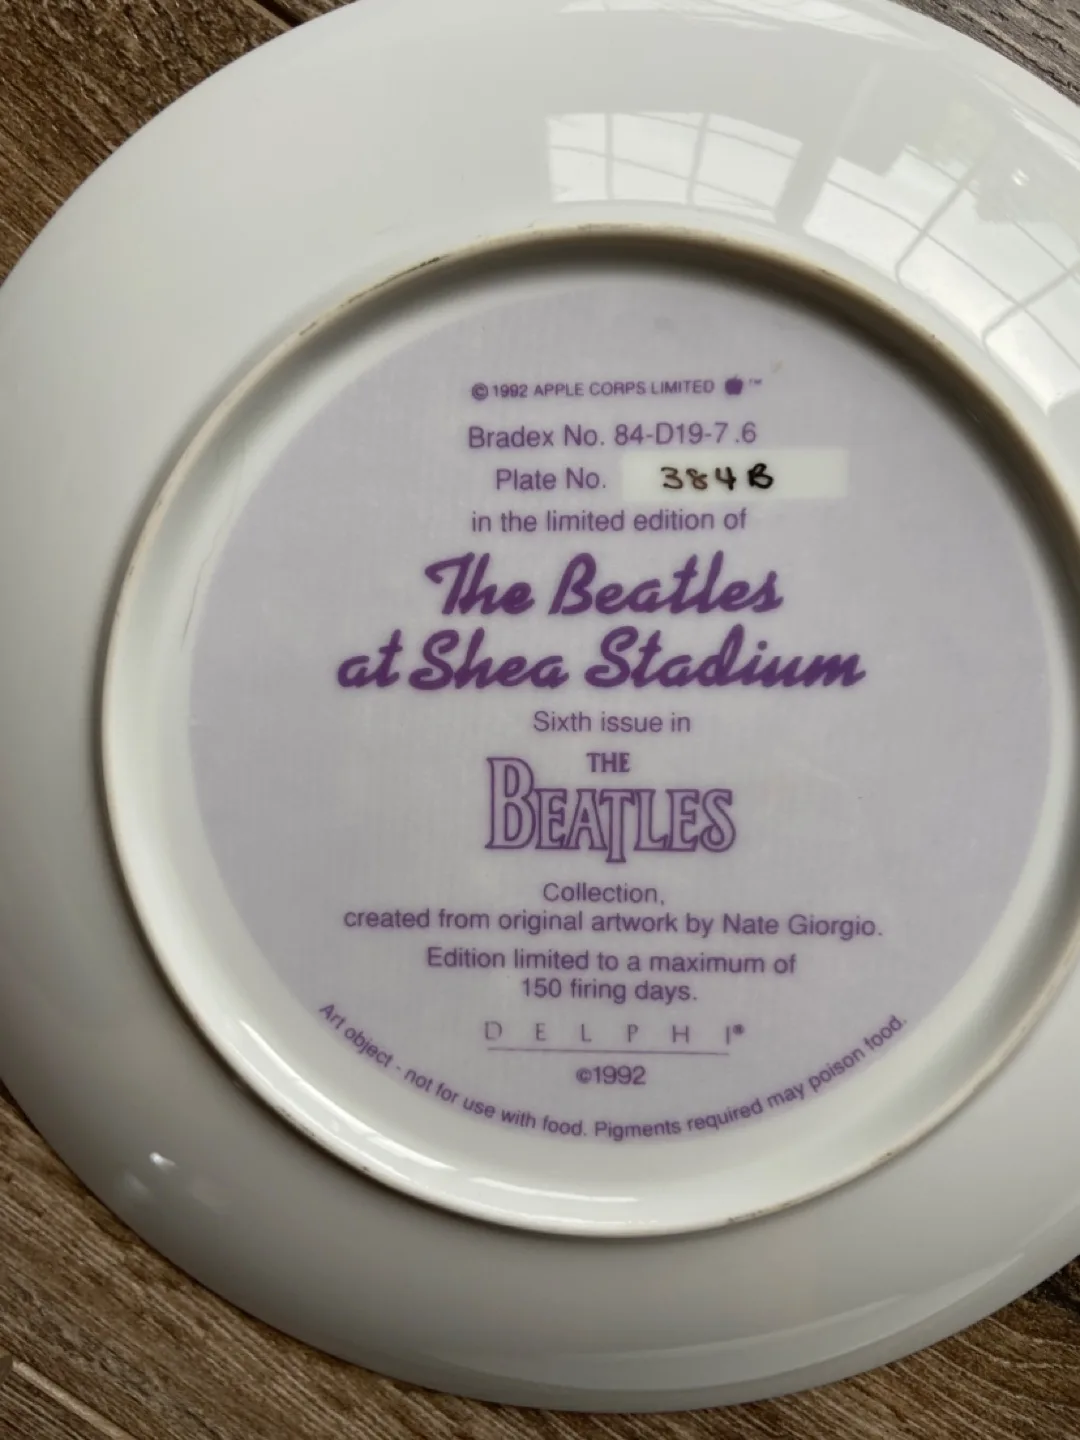 © 1992 APPLE CORPS LIMITED ™
Bradex No. 84-D19-7.6
Plate No. 384B
in the limited edition of
The Beatles
at Shea Stadium
Sixth issue in
THE
BEATLES
Collection,
created from original artwork by Nate Giorgio.
Edition limited to a maximum of
150 firing days.
DELPHI®
©1992
Art object - not for use with food. Pigments required may poison food.